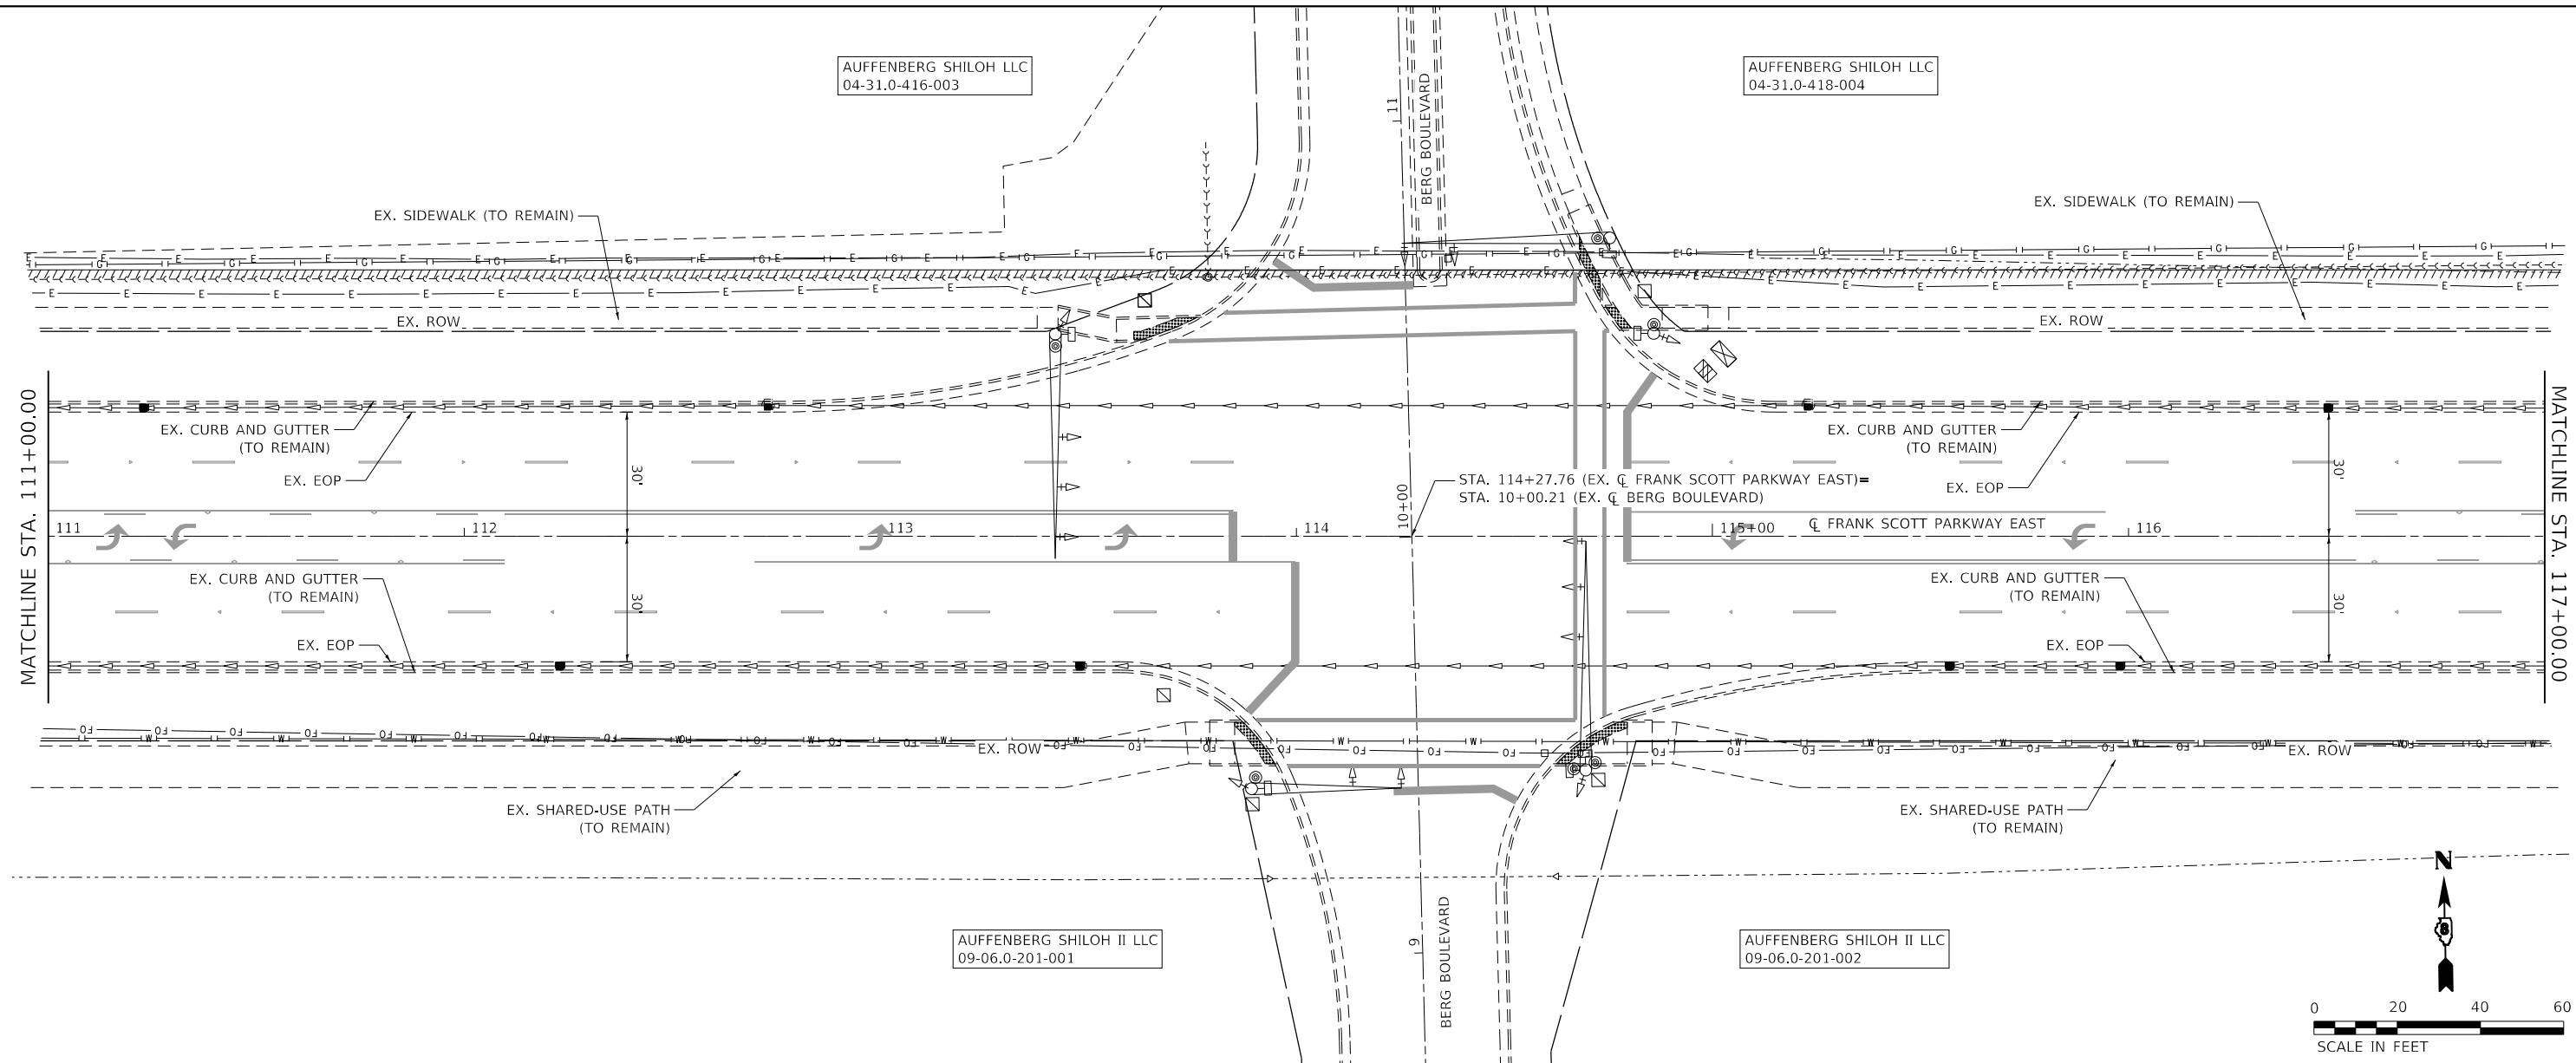 AUFFENBERG SHILOH LLC
04-31.0-416-003
AUFFENBERG SHILOH LLC
04-31.0-418-004
11
BERG BOULEVARD
EX. SIDEWALK (TO REMAIN)
EX. SIDEWALK (TO REMAIN)
EX. ROW
EX. ROW
MATCHLINE STA. 111+00.00
MATCHLINE STA. 117+00.00
EX. CURB AND GUTTER
(TO REMAIN)
EX. EOP
EX. CURB AND GUTTER
(TO REMAIN)
EX. EOP
30'
30'
STA. 114+27.76 (EX. ℄ FRANK SCOTT PARKWAY EAST)=
STA. 10+00.21 (EX. ℄ BERG BOULEVARD)
10+00
111
112
113
114
115+00
℄ FRANK SCOTT PARKWAY EAST
116
EX. CURB AND GUTTER
(TO REMAIN)
EX. EOP
30'
EX. CURB AND GUTTER
(TO REMAIN)
EX. EOP
30'
EX. ROW
EX. ROW
EX. SHARED-USE PATH
(TO REMAIN)
EX. SHARED-USE PATH
(TO REMAIN)
AUFFENBERG SHILOH II LLC
09-06.0-201-001
9
BERG BOULEVARD
AUFFENBERG SHILOH II LLC
09-06.0-201-002
N
8
0 20 40 60
SCALE IN FEET